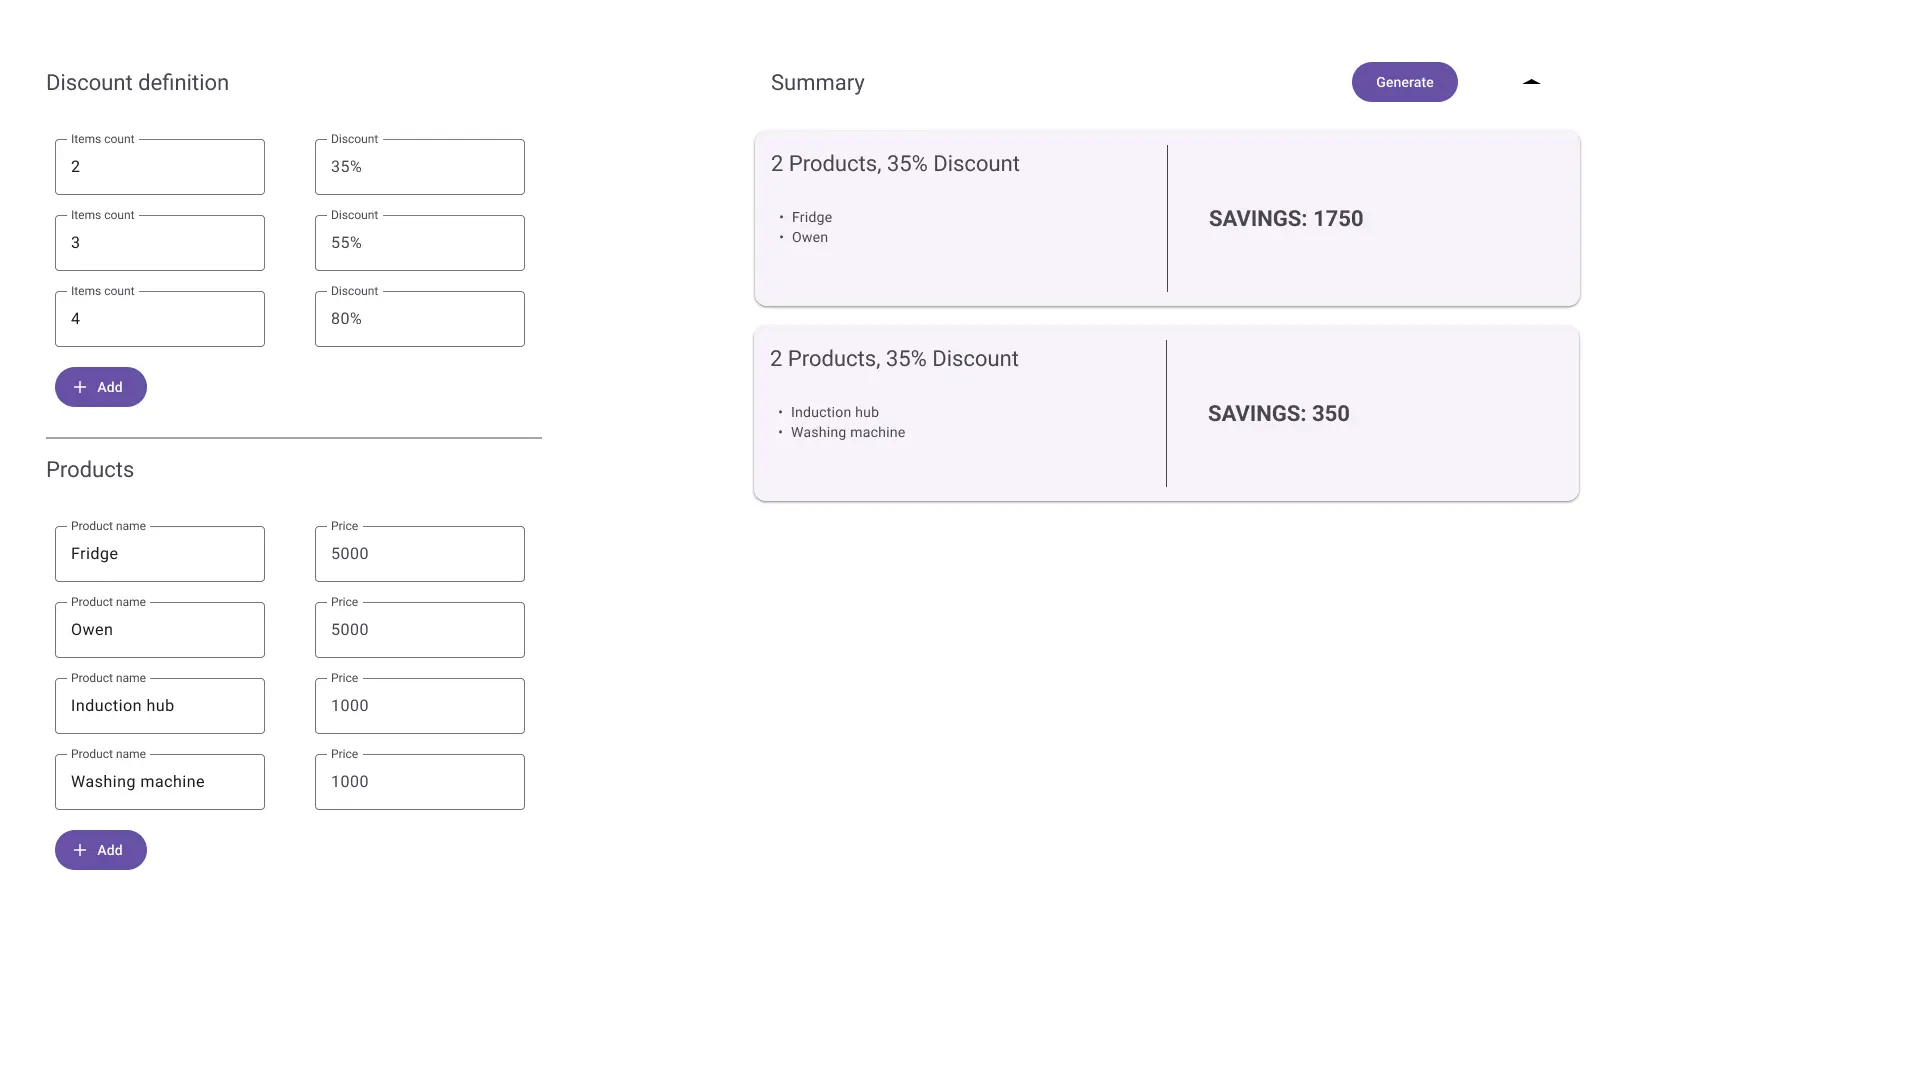 Discount definition
Items count
2
Discount
35%
Items count
3
Discount
55%
Items count
4
Discount
80%
Add
Products
Product name
Fridge
Price
5000
Product name
Owen
Price
5000
Product name
Induction hub
Price
1000
Product name
Washing machine
Price
1000
Add
Summary
Generate
2 Products, 35% Discount
• Fridge
• Owen
SAVINGS: 1750
2 Products, 35% Discount
• Induction hub
• Washing machine
SAVINGS: 350